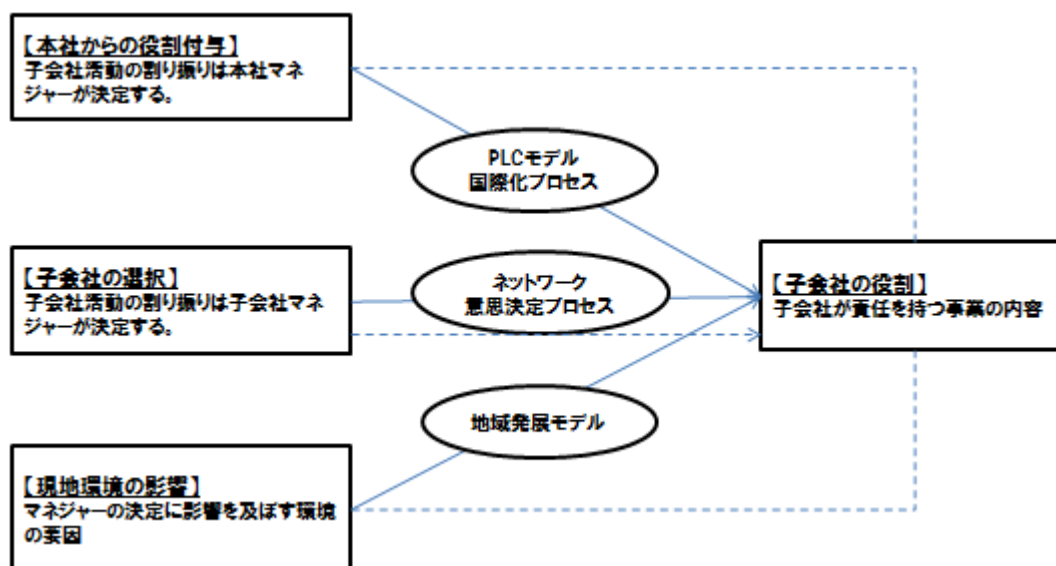 【本社からの役割付与】
子会社活動の割り振りは本社マネ
ジャーが決定する。
PLCモデル
国際化プロセス
【子会社の選択】
子会社活動の割り振りは子会社マネ
ジャーが決定する。
ネットワーク
意思決定プロセス
【子会社の役割】
子会社が責任を持つ事業の内容
地域発展モデル
【現地環境の影響】
マネジャーの決定に影響を及ぼす環境
の要因